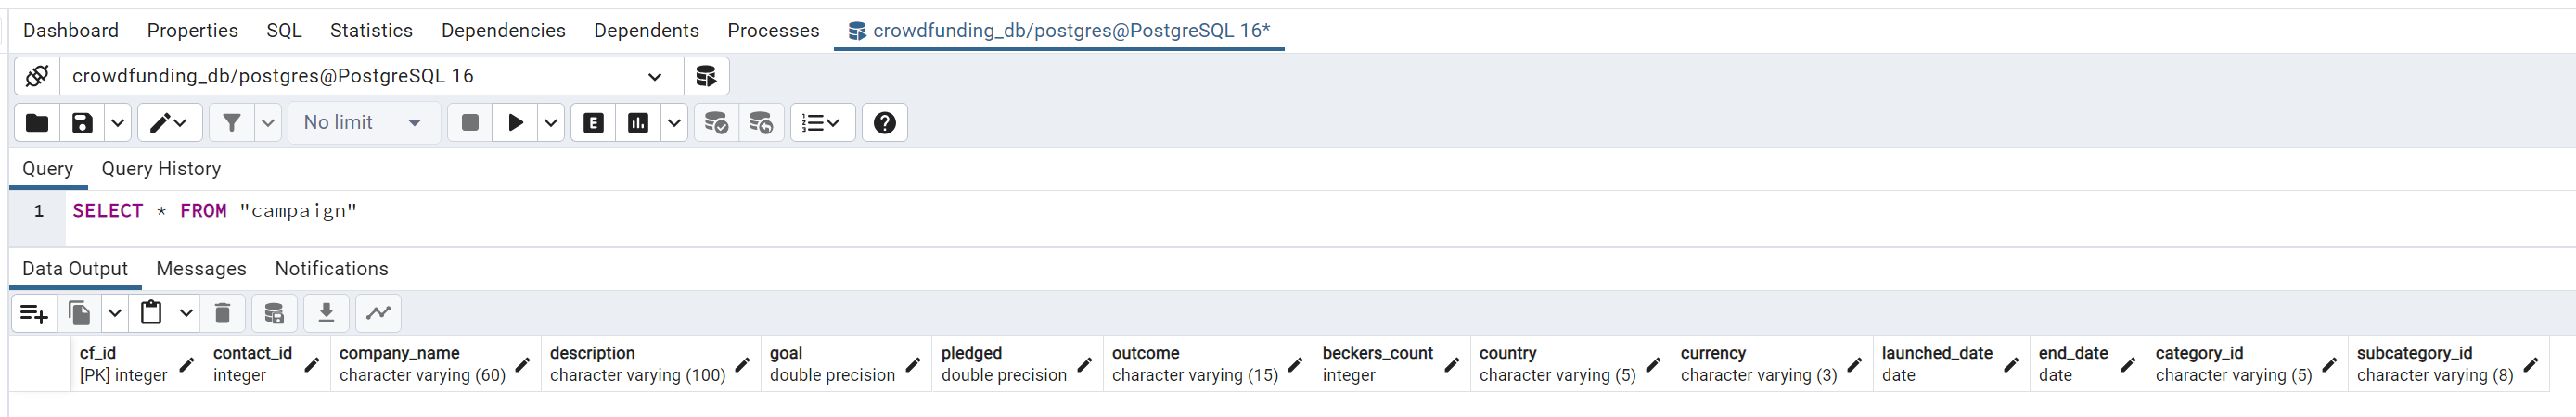 Dashboard Properties SQL Statistics Dependencies Dependents Processes crowdfunding_db/postgres@PostgreSQL 16*
crowdfunding_db/postgres@PostgreSQL 16
No limit E
Query Query History
1 SELECT * FROM "campaign"
Data Output Messages Notifications
cf_id contact_id company_name description goal pledged outcome beckers_count country currency launched_date end_date category_id subcategory_id
[PK] integer integer character varying (60) character varying (100) double precision double precision character varying (15) integer character varying (5) character varying (3) date date character varying (5) character varying (8)